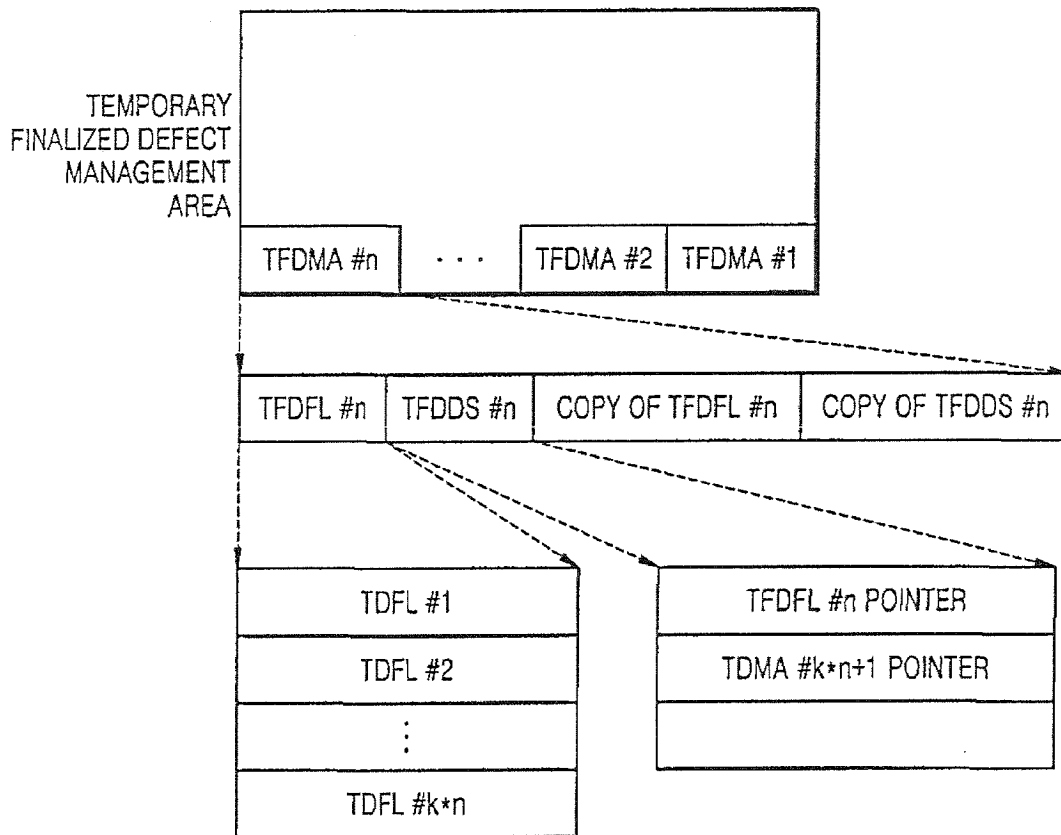 TEMPORARY
FINALIZED DEFECT
MANAGEMENT
AREA
TFDMA #n
. . .
TFDMA #2
TFDMA #1
TFDFL #n
TFDDS #n
COPY OF TFDFL #n
COPY OF TFDDS #n
TDFL #1
TDFL #2
⋮
TDFL #k*n
TFDFL #n POINTER
TDMA #k*n+1 POINTER